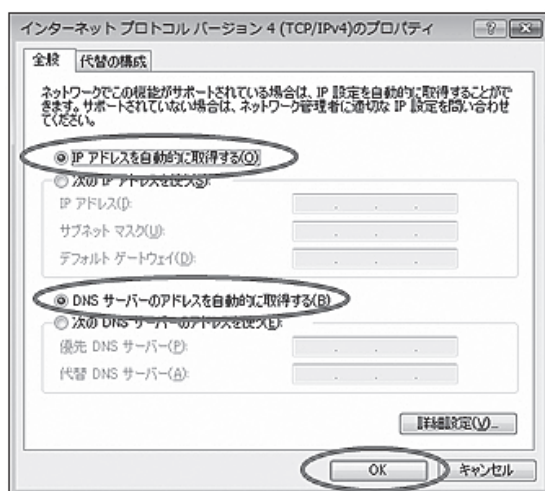 インターネット プロトコル バージョン 4 (TCP/IPv4)のプロパティ
全般
代替の構成
ネットワークでこの機能がサポートされている場合は、IP 設定を自動的に取得することがで
きます。サポートされていない場合は、ネットワーク管理者に適切な IP 設定を問い合わせ
てください。
IP アドレスを自動的に取得する(O)
次の IP アドレスを使う(S):
IP アドレス(I):
サブネット マスク(U):
デフォルト ゲートウェイ(D):
DNS サーバーのアドレスを自動的に取得する(B)
次の DNS サーバーのアドレスを使う(E):
優先 DNS サーバー(P):
代替 DNS サーバー(A):
詳細設定(V)...
OK
キャンセル